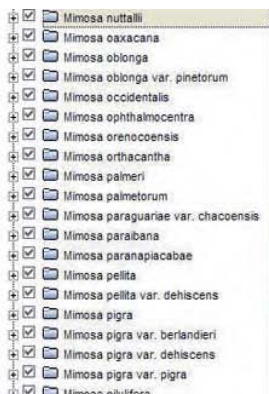 Mimosa nuttallii
Mimosa oaxacana
Mimosa oblonga
Mimosa oblonga var. pinetorum
Mimosa occidentalis
Mimosa ophthalmocentra
Mimosa orenocoensis
Mimosa orthacantha
Mimosa palmeri
Mimosa palmetorum
Mimosa paraguariae var. chacoensis
Mimosa paraibana
Mimosa paranapiacabae
Mimosa pellita
Mimosa pellita var. dehiscens
Mimosa pigra
Mimosa pigra var. berlandieri
Mimosa pigra var. dehiscens
Mimosa pigra var. pigra
Mimosa pilulifera